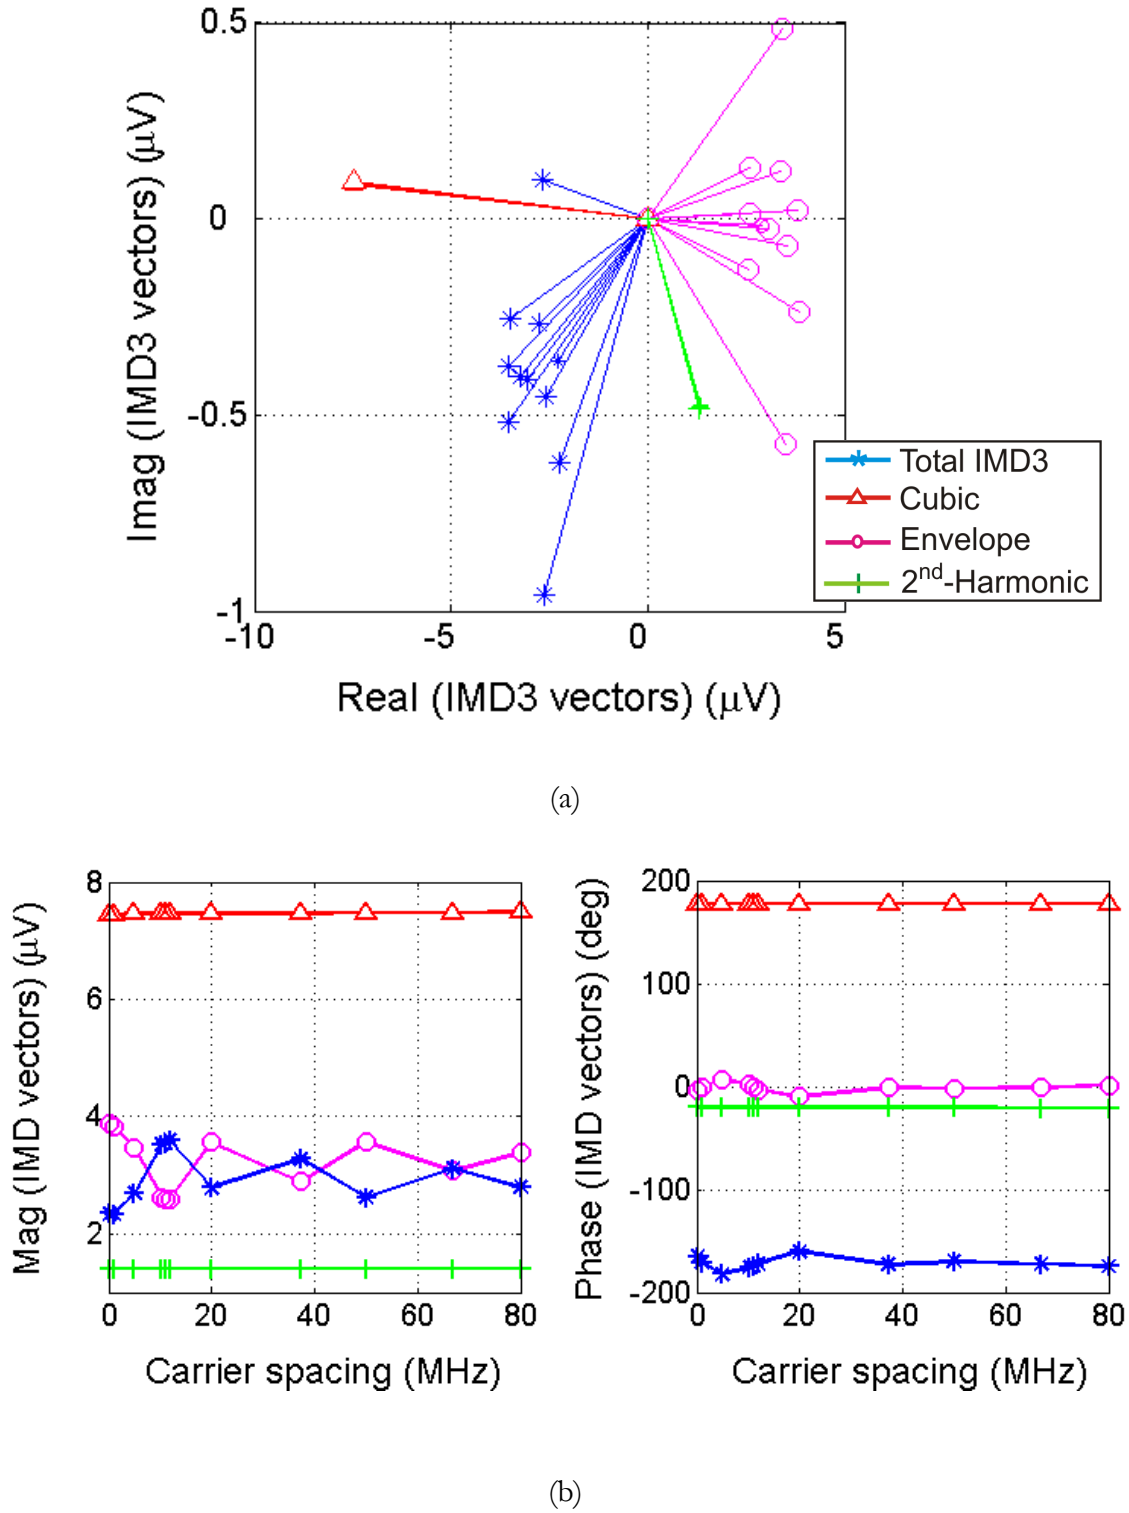 0.5
0
-0.5
-1
-10
-5
0
5
Imag (IMD3 vectors) (μV)
Real (IMD3 vectors) (μV)
Total IMD3
Cubic
Envelope
2nd-Harmonic
(a)
8
6
4
2
0
20
40
60
80
Mag (IMD vectors) (μV)
Carrier spacing (MHz)
200
100
0
-100
-200
0
20
40
60
80
Phase (IMD vectors) (deg)
Carrier spacing (MHz)
(b)